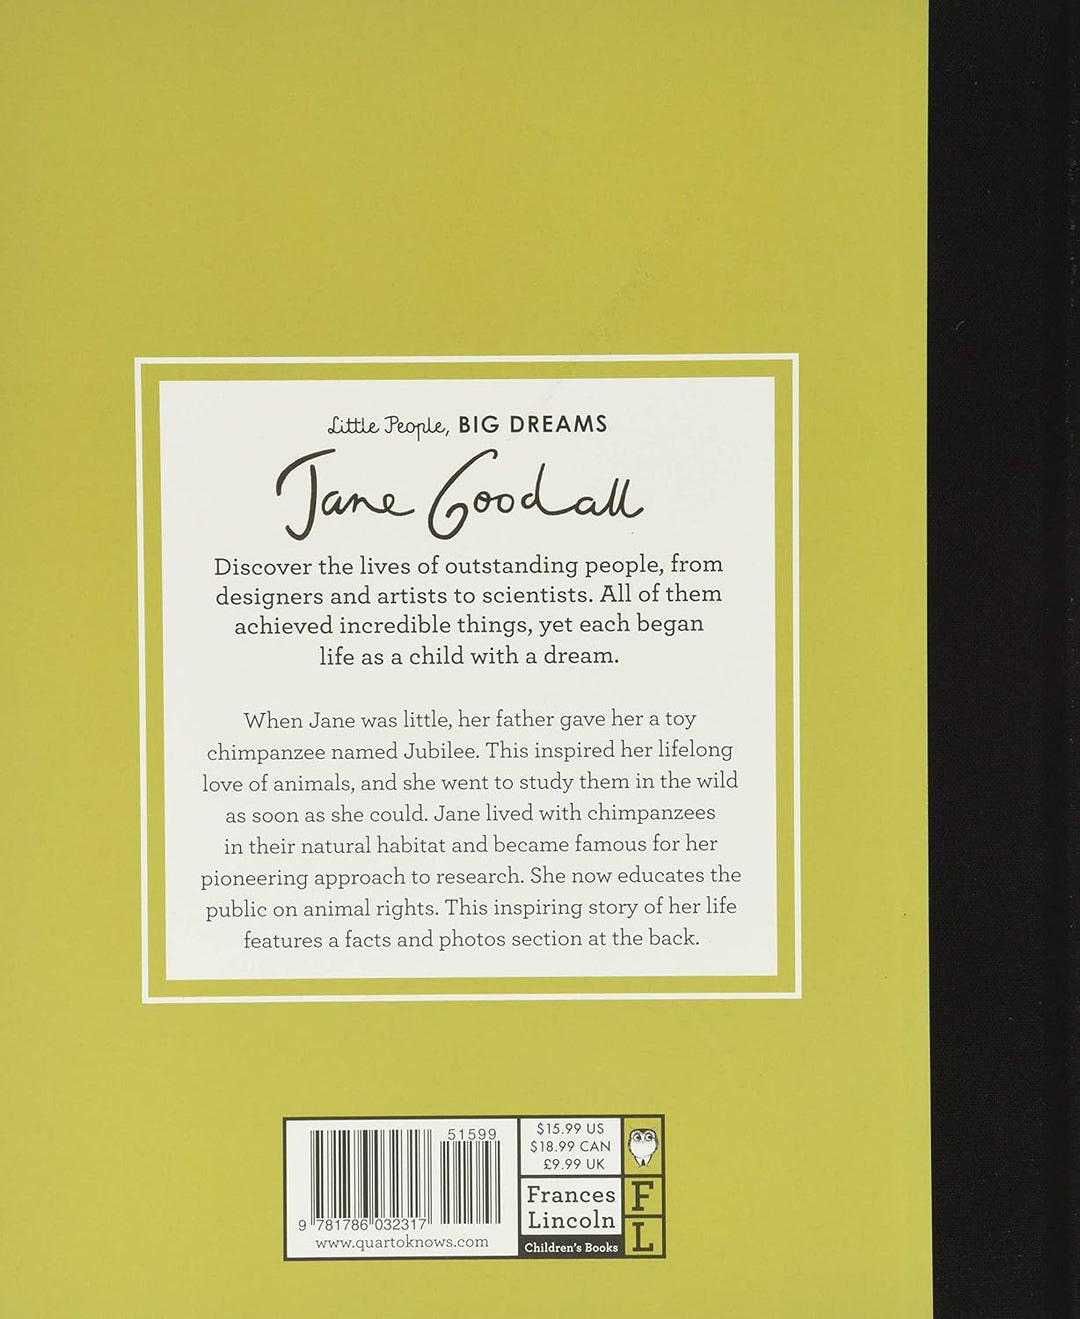 Little People, BIG DREAMS
Jane Goodall
Discover the lives of outstanding people, from
designers and artists to scientists. All of them
achieved incredible things, yet each began
life as a child with a dream.
When Jane was little, her father gave her a toy
chimpanzee named Jubilee. This inspired her lifelong
love of animals, and she went to study them in the wild
as soon as she could. Jane lived with chimpanzees
in their natural habitat and became famous for her
pioneering approach to research. She now educates the
public on animal rights. This inspiring story of her life
features a facts and photos section at the back.
51599
9 781786 032317
www.quartoknows.com
$15.99 US
$18.99 CAN
£9.99 UK
Frances
Lincoln
Children's Books
F
L